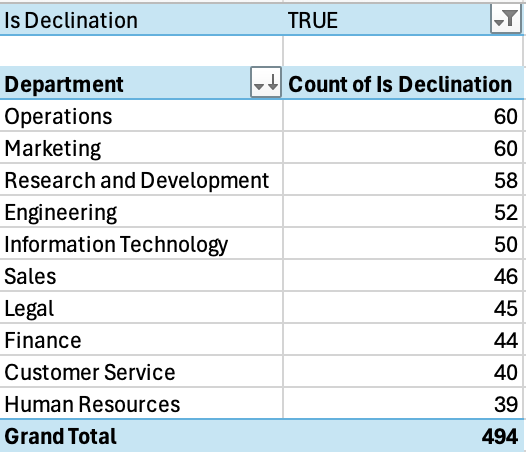 Is Declination TRUE
Department Count of Is Declination
Operations 60
Marketing 60
Research and Development 58
Engineering 52
Information Technology 50
Sales 46
Legal 45
Finance 44
Customer Service 40
Human Resources 39
Grand Total 494